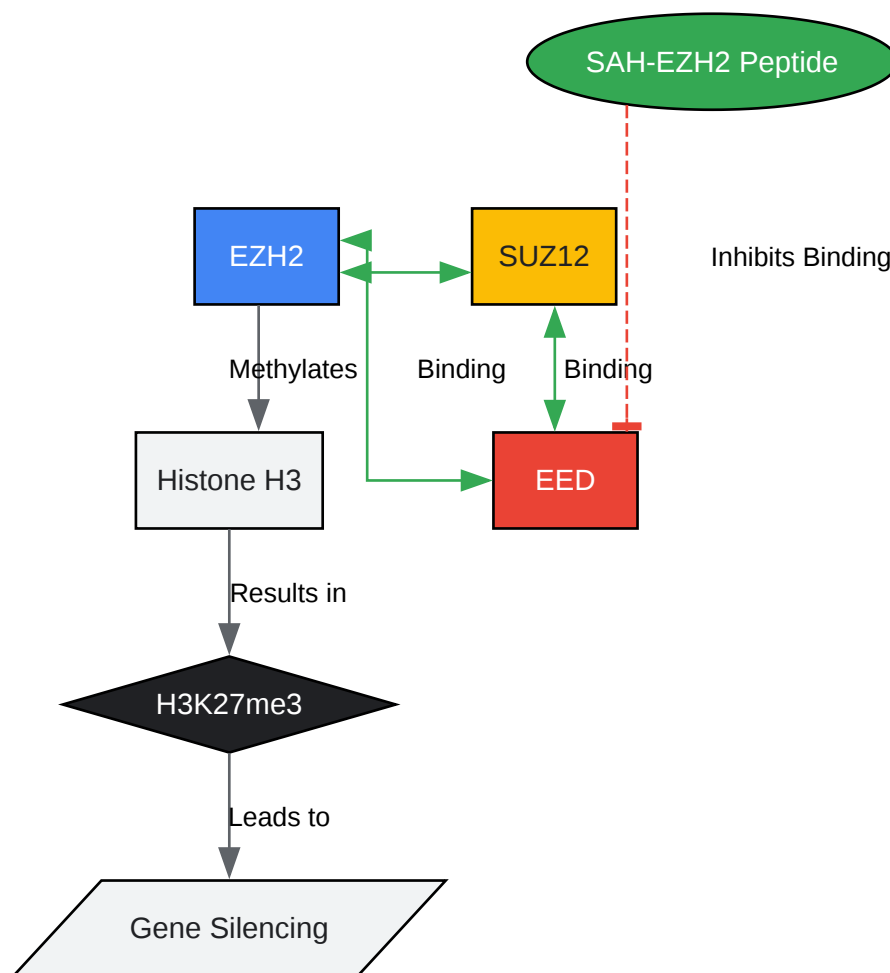 SAH-EZH2 Peptide
EZH2
SUZ12
Inhibits Binding
Methylates
Binding
Binding
Histone H3
EED
Results in
H3K27me3
Leads to
Gene Silencing